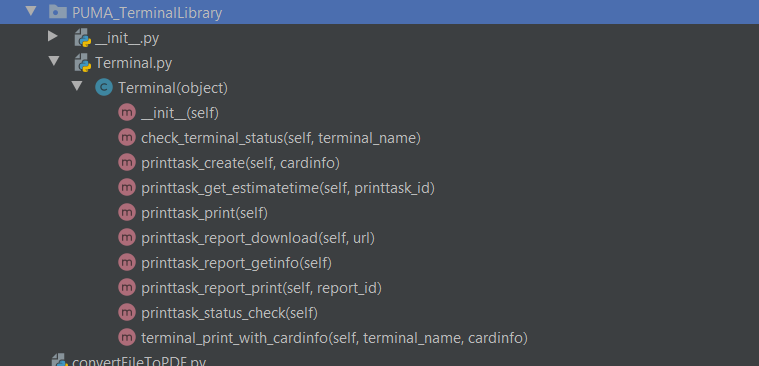 PUMA_TerminalLibrary
__init__.py
Terminal.py
C Terminal(object)
m __init__(self)
m check_terminal_status(self, terminal_name)
m printtask_create(self, cardinfo)
m printtask_get_estimatetime(self, printtask_id)
m printtask_print(self)
m printtask_report_download(self, url)
m printtask_report_getinfo(self)
m printtask_report_print(self, report_id)
m printtask_status_check(self)
m terminal_print_with_cardinfo(self, terminal_name, cardinfo)
convertFileToPDF.py